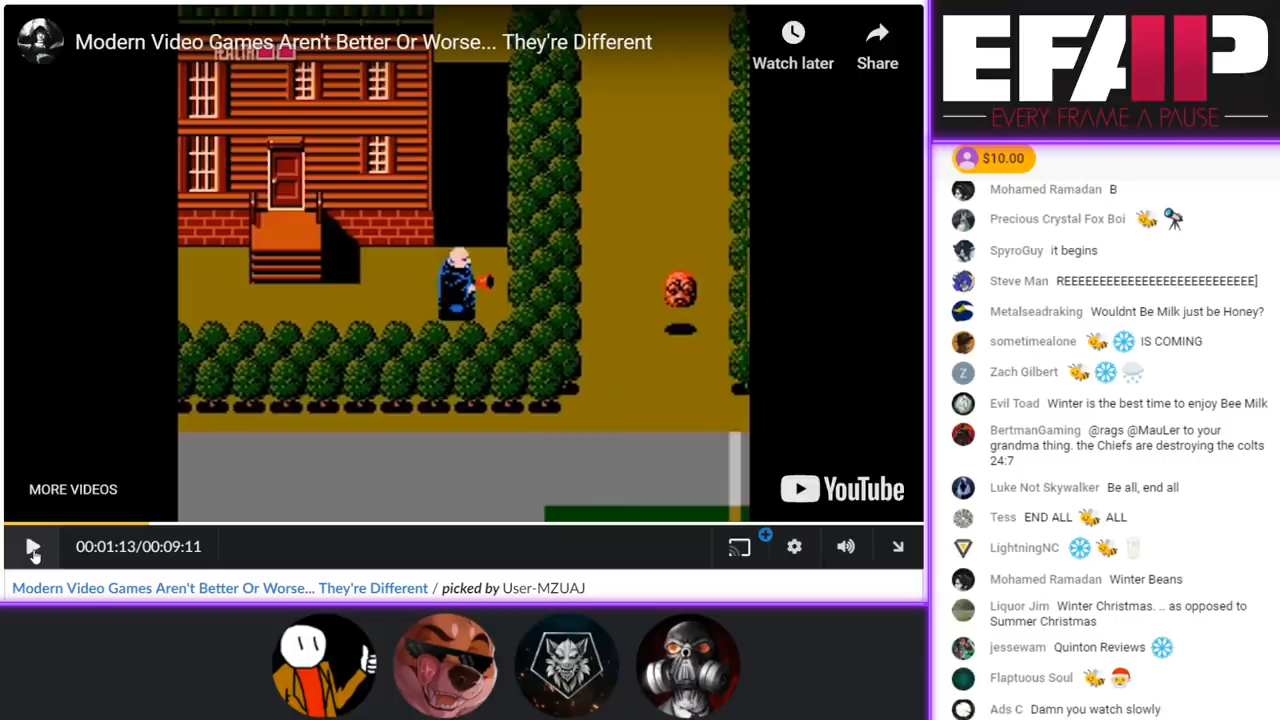 Modern Video Games Aren't Better Or Worse... They're Different
Watch later
Share
MORE VIDEOS
YouTube
00:01:13/00:09:11
Modern Video Games Aren't Better Or Worse... They're Different / picked by User-MZUAJ
EFAP
EVERY FRAME A PAUSE
$10.00
Mohamed Ramadan B
Precious Crystal Fox Boi
SpyroGuy it begins
Steve Man REEEEEEEEEEEEEEEEEEEEEEEEEE]
Metalseadraking Wouldnt Be Milk just be Honey?
sometimealone IS COMING
Z
Zach Gilbert
Evil Toad Winter is the best time to enjoy Bee Milk
BertmanGaming @rags @MauLer to your
grandma thing. the Chiefs are destroying the colts
24:7
Luke Not Skywalker Be all, end all
Tess END ALL ALL
LightningNC
Mohamed Ramadan Winter Beans
Liquor Jim Winter Christmas. .. as opposed to
Summer Christmas
jessewam Quinton Reviews
Flaptuous Soul
Ads C Damn you watch slowly